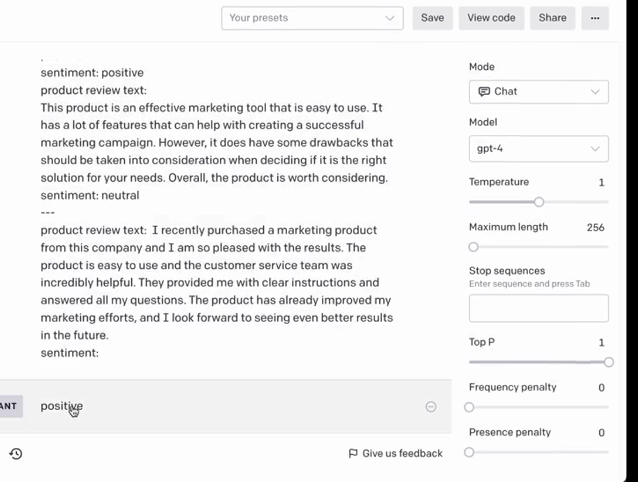 Your presets
Save
View code
Share
...
sentiment: positive
product review text:
This product is an effective marketing tool that is easy to use. It
has a lot of features that can help with creating a successful
marketing campaign. However, it does have some drawbacks that
should be taken into consideration when deciding if it is the right
solution for your needs. Overall, the product is worth considering.
sentiment: neutral
---
product review text:  I recently purchased a marketing product
from this company and I am so pleased with the results. The
product is easy to use and the customer service team was
incredibly helpful. They provided me with clear instructions and
answered all my questions. The product has already improved my
marketing efforts, and I look forward to seeing even better results
in the future.
sentiment:
ANT
positive
Give us feedback
Mode
Chat
Model
gpt-4
Temperature 1
Maximum length 256
Stop sequences
Enter sequence and press Tab
Top P 1
Frequency penalty 0
Presence penalty 0